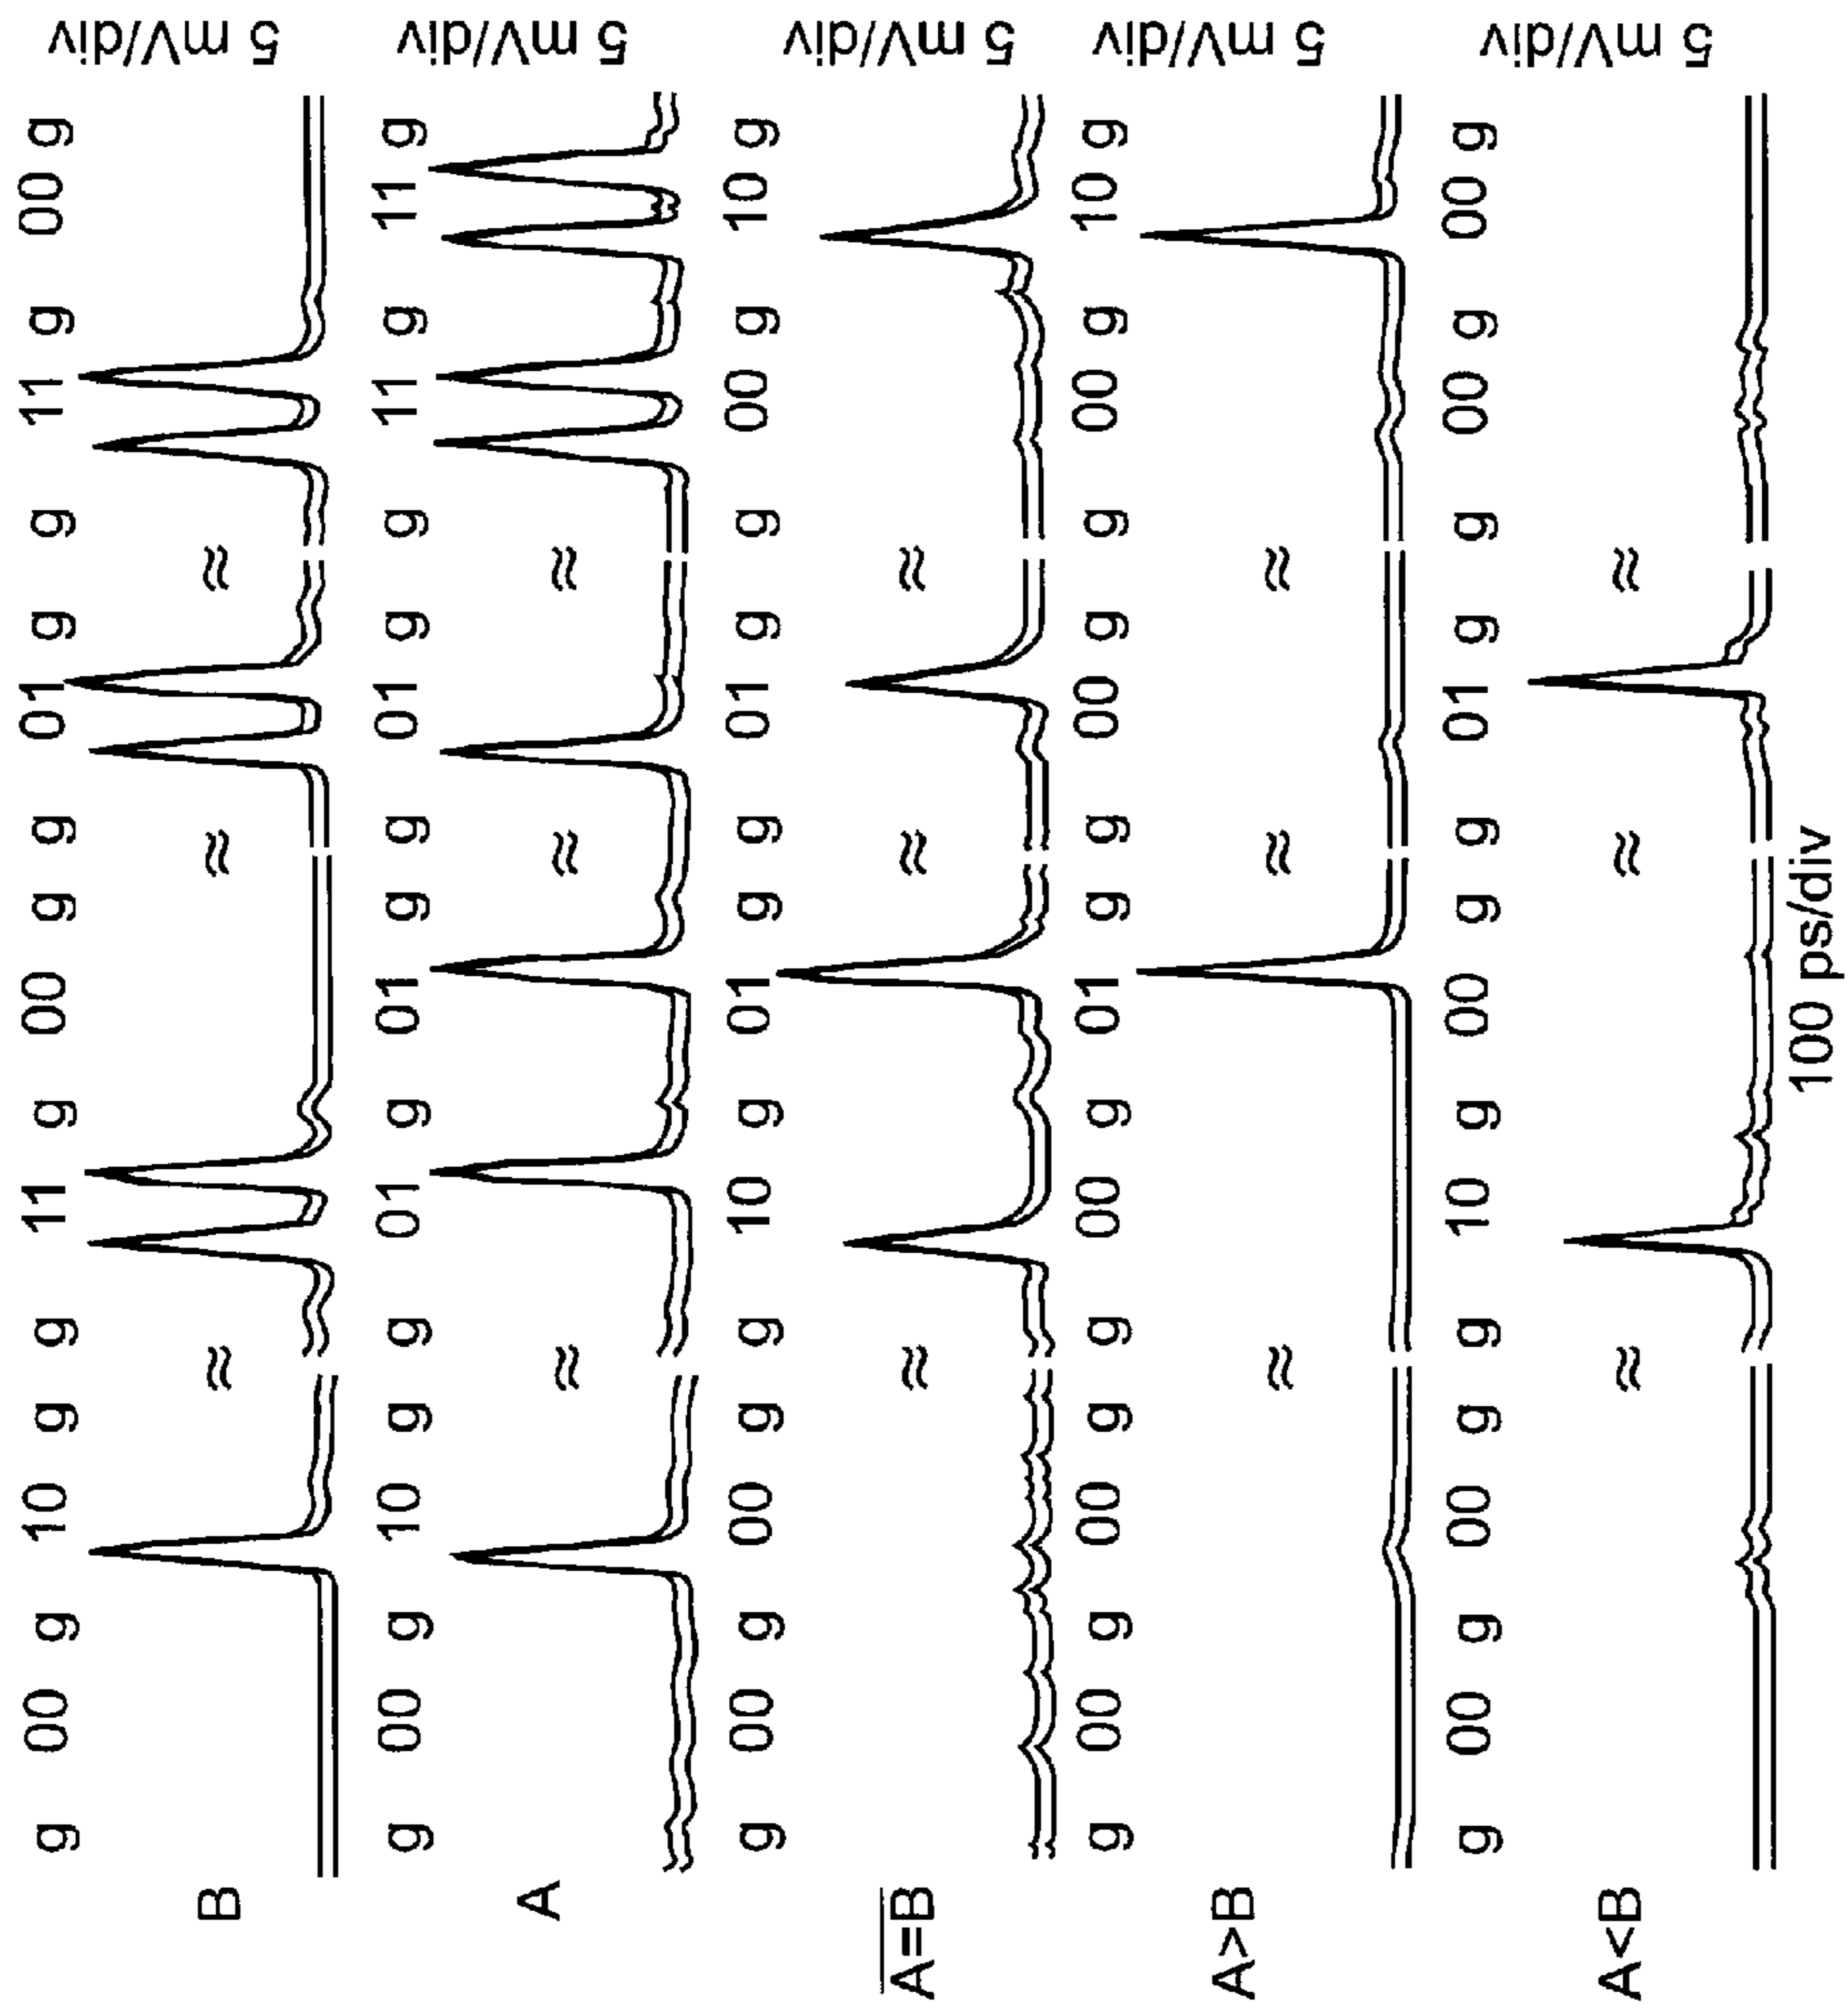 g 00 g 10 g g 11 g 00 g g 01 g g 11 g 00 g
B 5 mV/div
g 00 g 10 g g 01 g 01 g g 01 g g 11 g 11 g
A 5 mV/div
g 00 g 00 g g 10 g 01 g g 01 g g 00 g 10 g
A=B 5 mV/div
g 00 g 00 g g 00 g 01 g g 00 g g 00 g 10 g
A>B 5 mV/div
g 00 g 00 g g 10 g 00 g g 01 g g 00 g 00 g
A<B 5 mV/div
100 ps/div